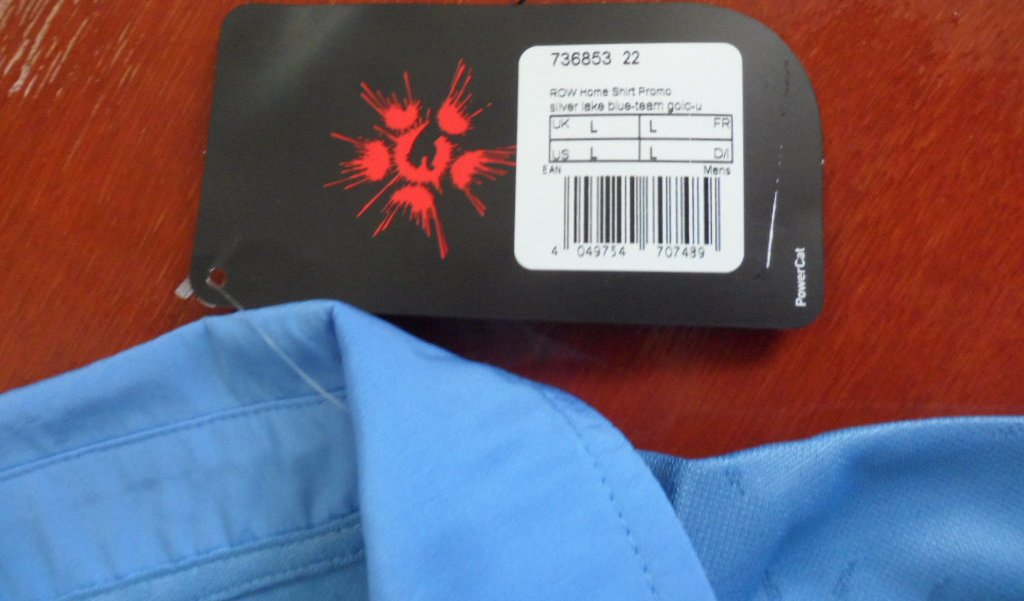 736853 22
ROW Home Shirt Promo
silver lake blue-team gold-u
UK L L FR
US L L D/I
EAN Mens
4 049754 707489
PowerCat